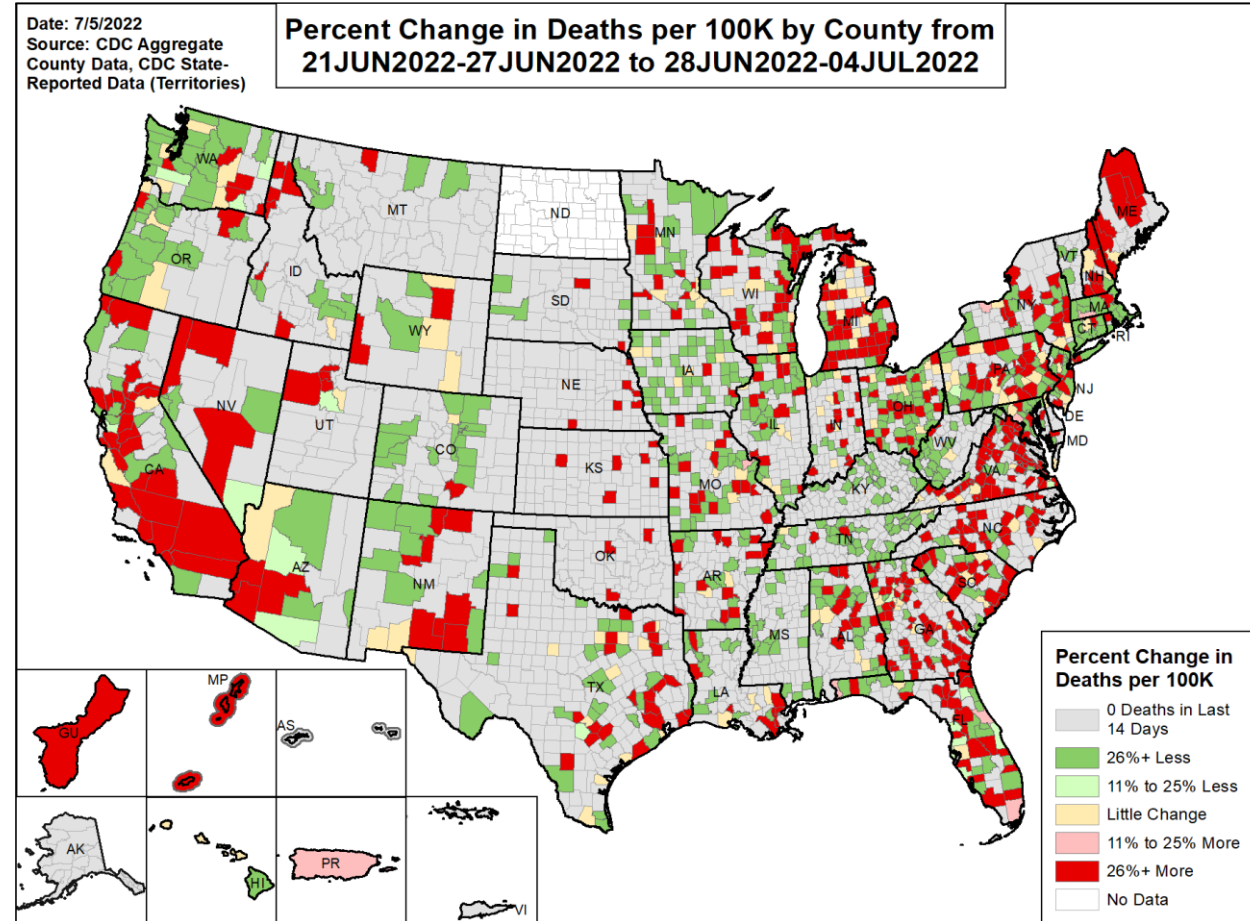 Date: 7/5/2022
Source: CDC Aggregate
County Data, CDC State-
Reported Data (Territories)
Percent Change in Deaths per 100K by County from
21JUN2022-27JUN2022 to 28JUN2022-04JUL2022
WA
MT
ND
MN
ME
OR
ID
SD
WI
MI
VT
NH
NY
MA
CT
RI
WY
IA
PA
NJ
NE
NV
UT
CO
IL
IN
OH
DE
MD
WV
CA
KS
MO
KY
VA
AZ
NM
OK
AR
TN
NC
SC
MS
AL
GA
TX
LA
FL
GU
MP
AS
AK
HI
PR
VI
Percent Change in
Deaths per 100K
0 Deaths in Last
14 Days
26%+ Less
11% to 25% Less
Little Change
11% to 25% More
26%+ More
No Data